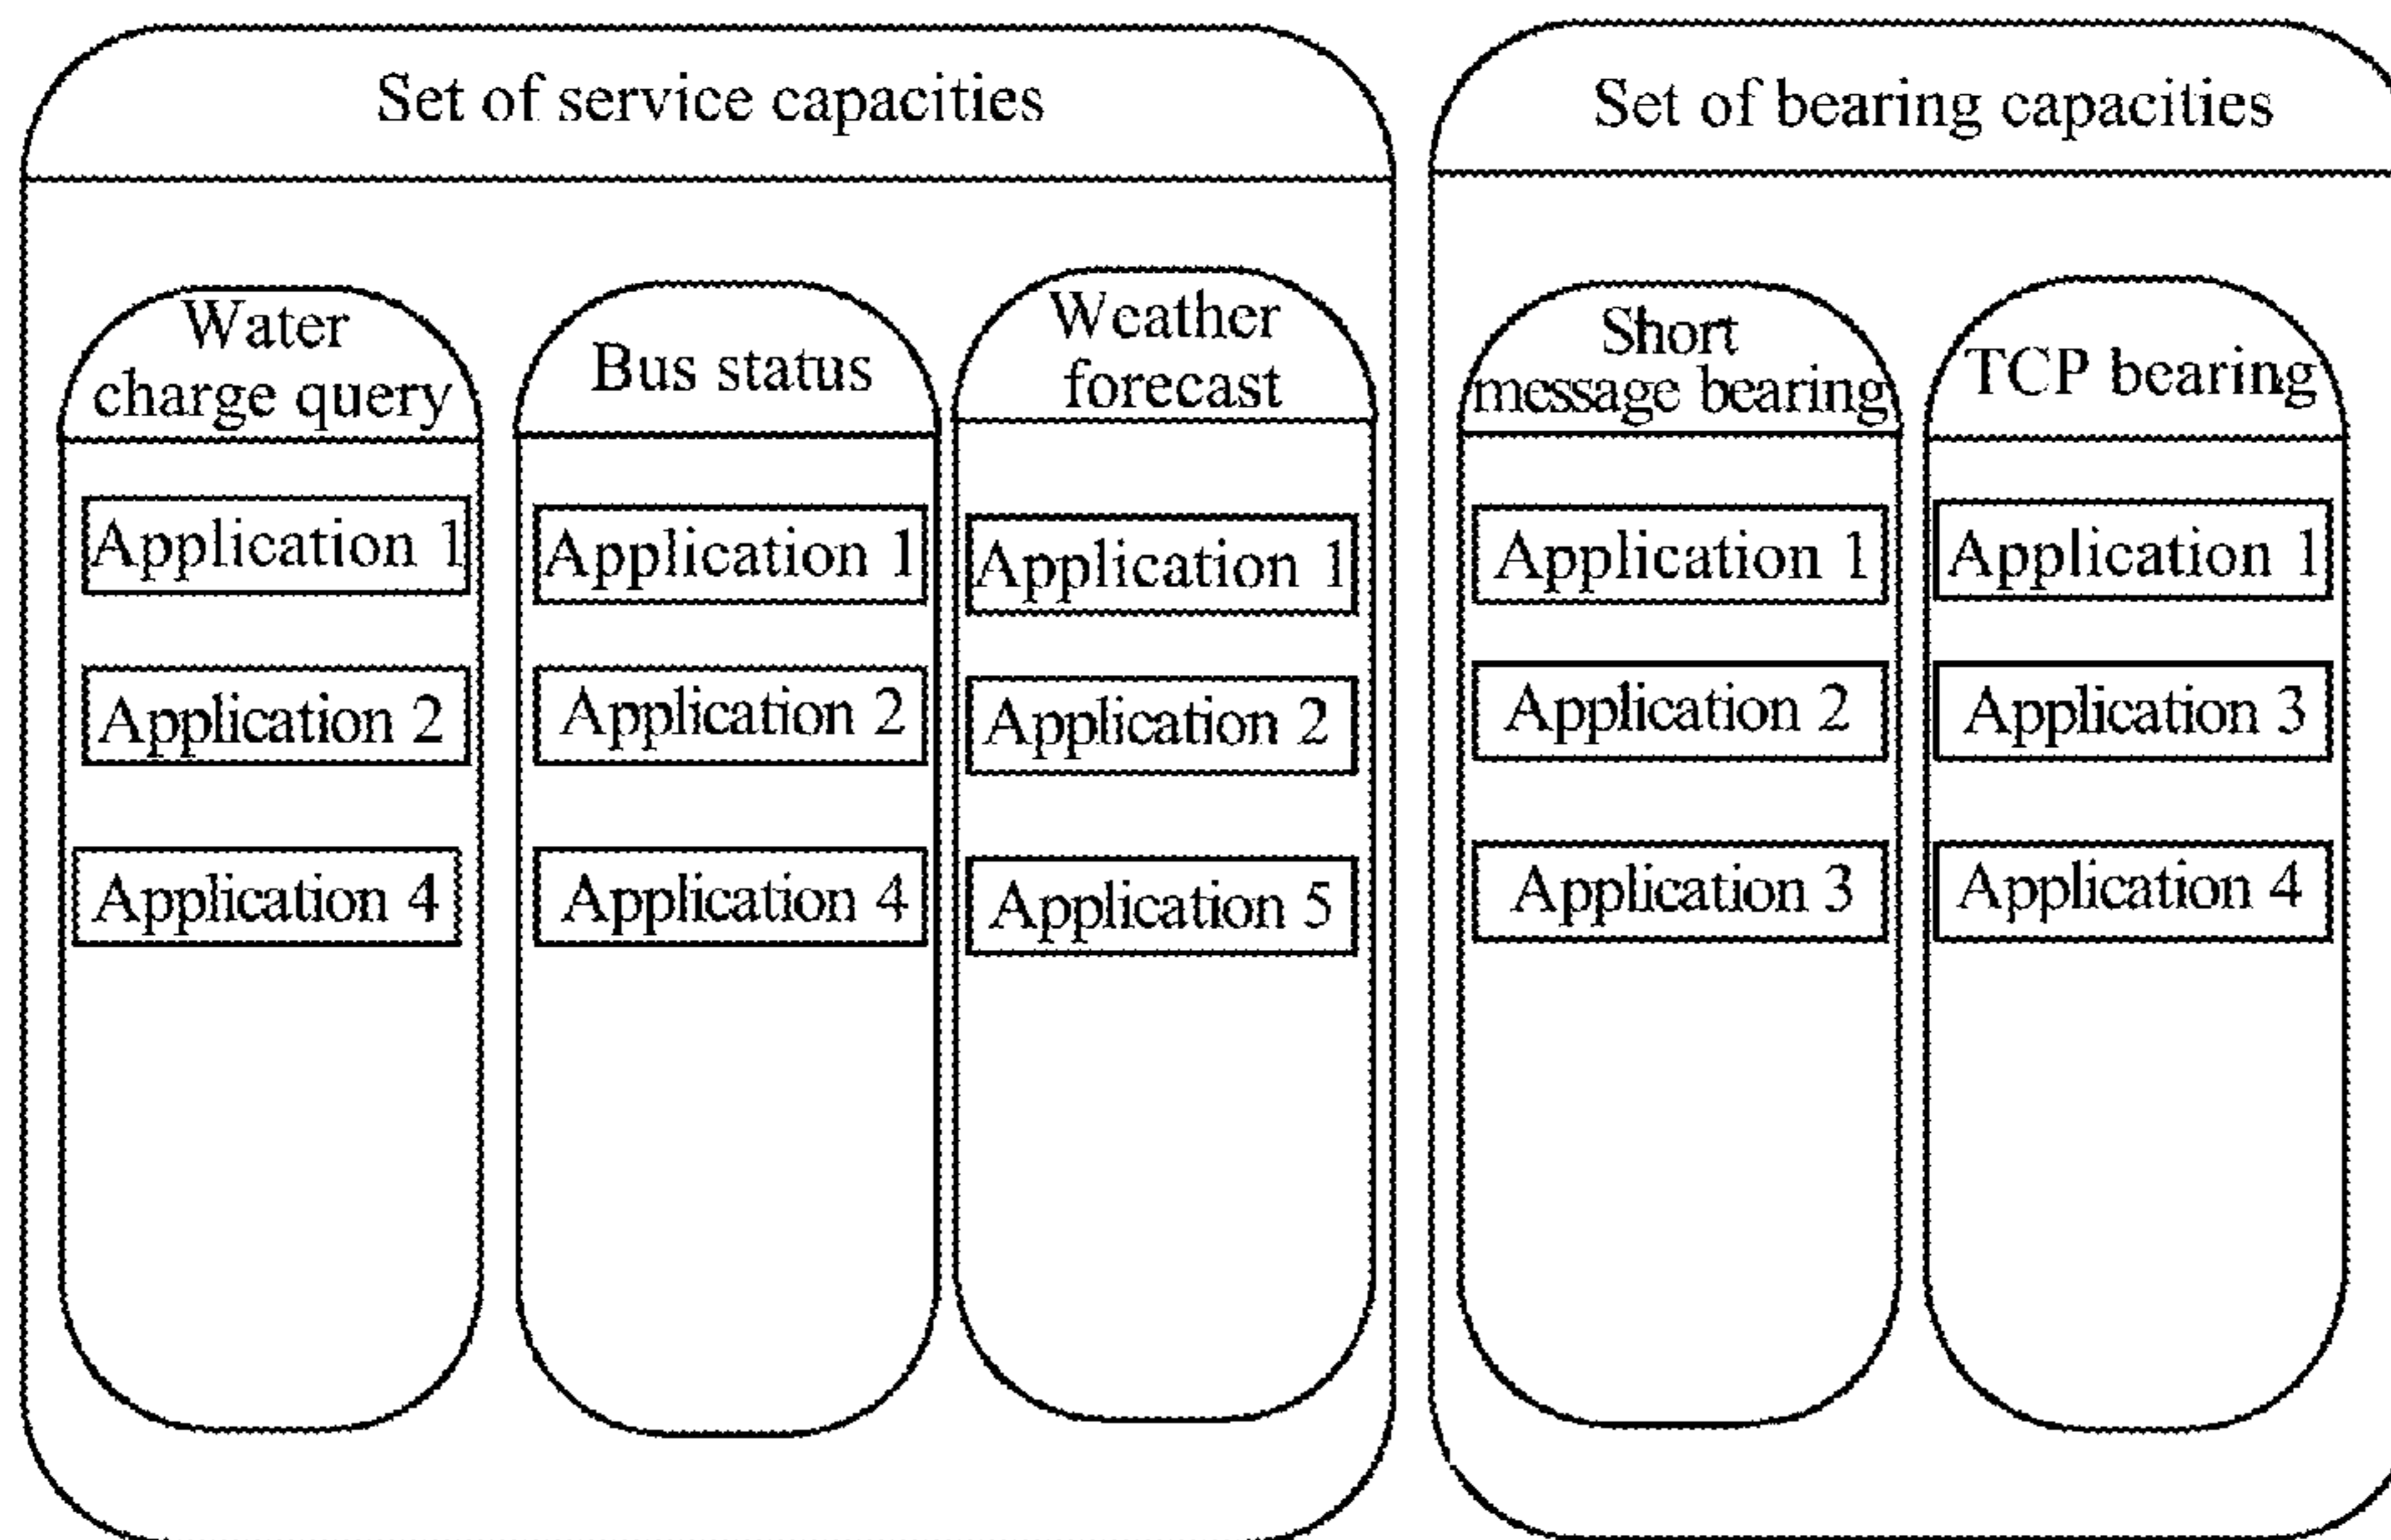 Set of service capacities
Water
charge query
Application 1
Application 2
Application 4
Bus status
Application 1
Application 2
Application 4
Weather
forecast
Application 1
Application 2
Application 5
Set of bearing capacities
Short
message bearing
Application 1
Application 2
Application 3
TCP bearing
Application 1
Application 3
Application 4